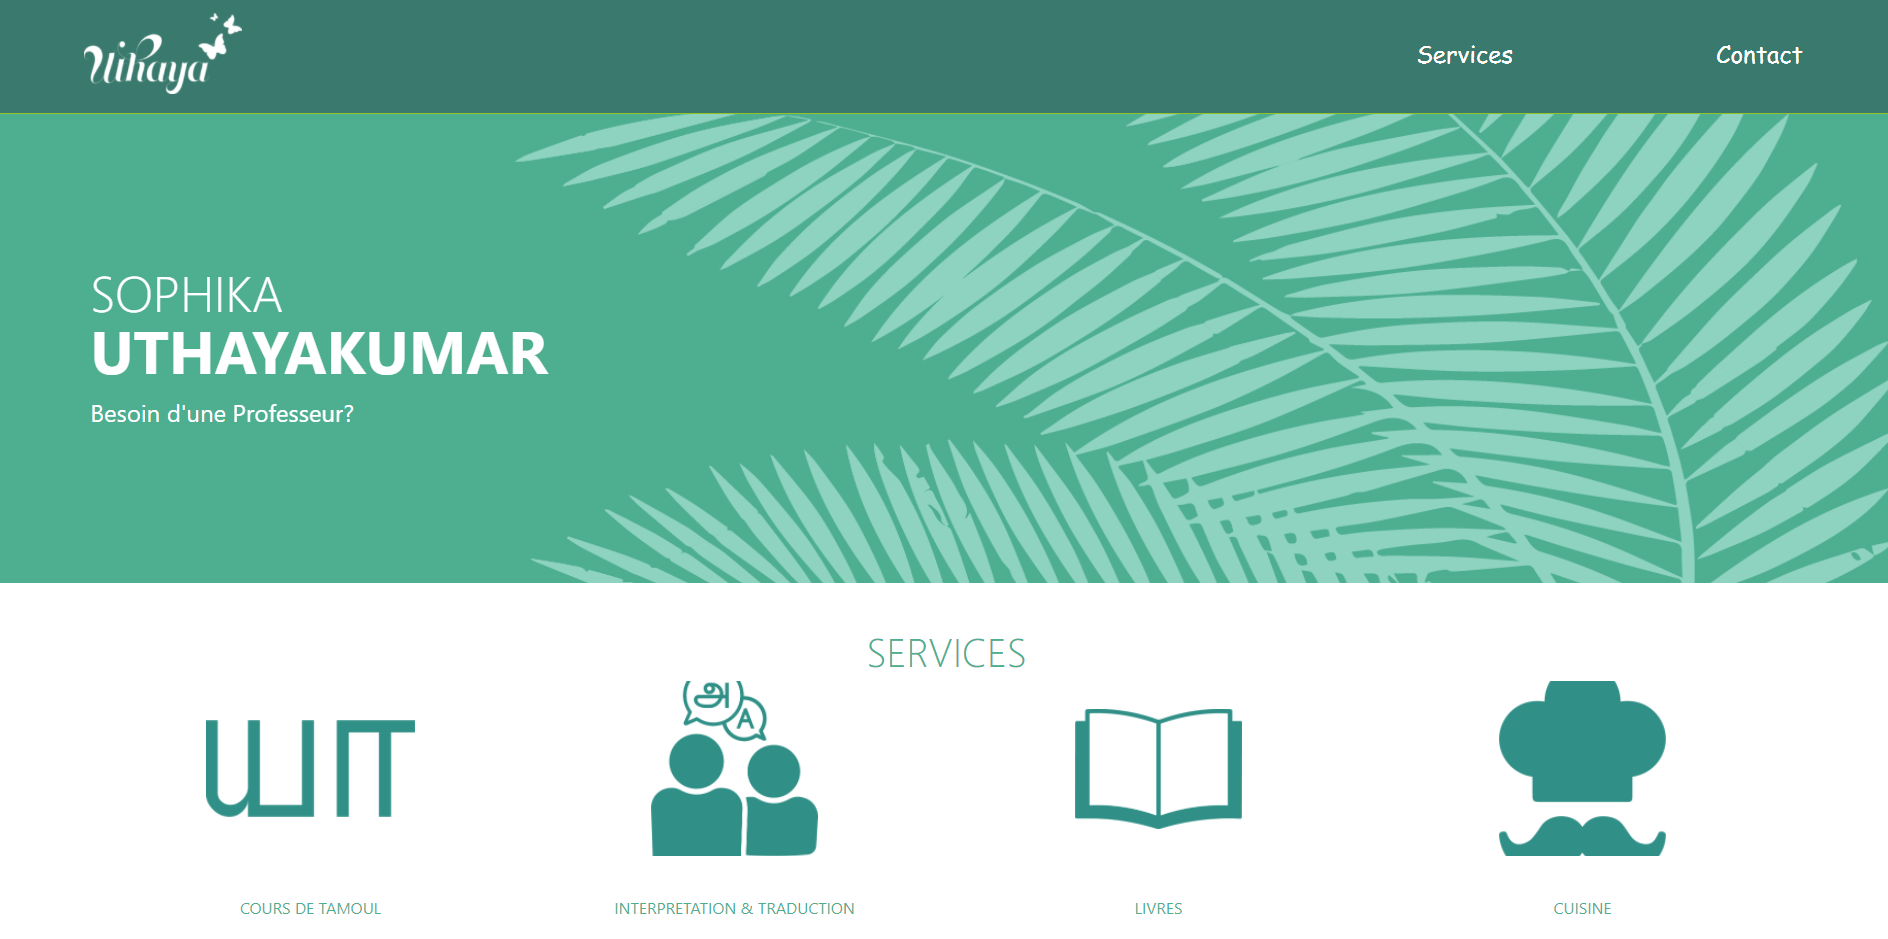 Uthaya
Services
Contact
SOPHIKA
UTHAYAKUMAR
Besoin d'une Professeur?
SERVICES
யா
அ
A
COURS DE TAMOUL
INTERPRETATION & TRADUCTION
LIVRES
CUISINE